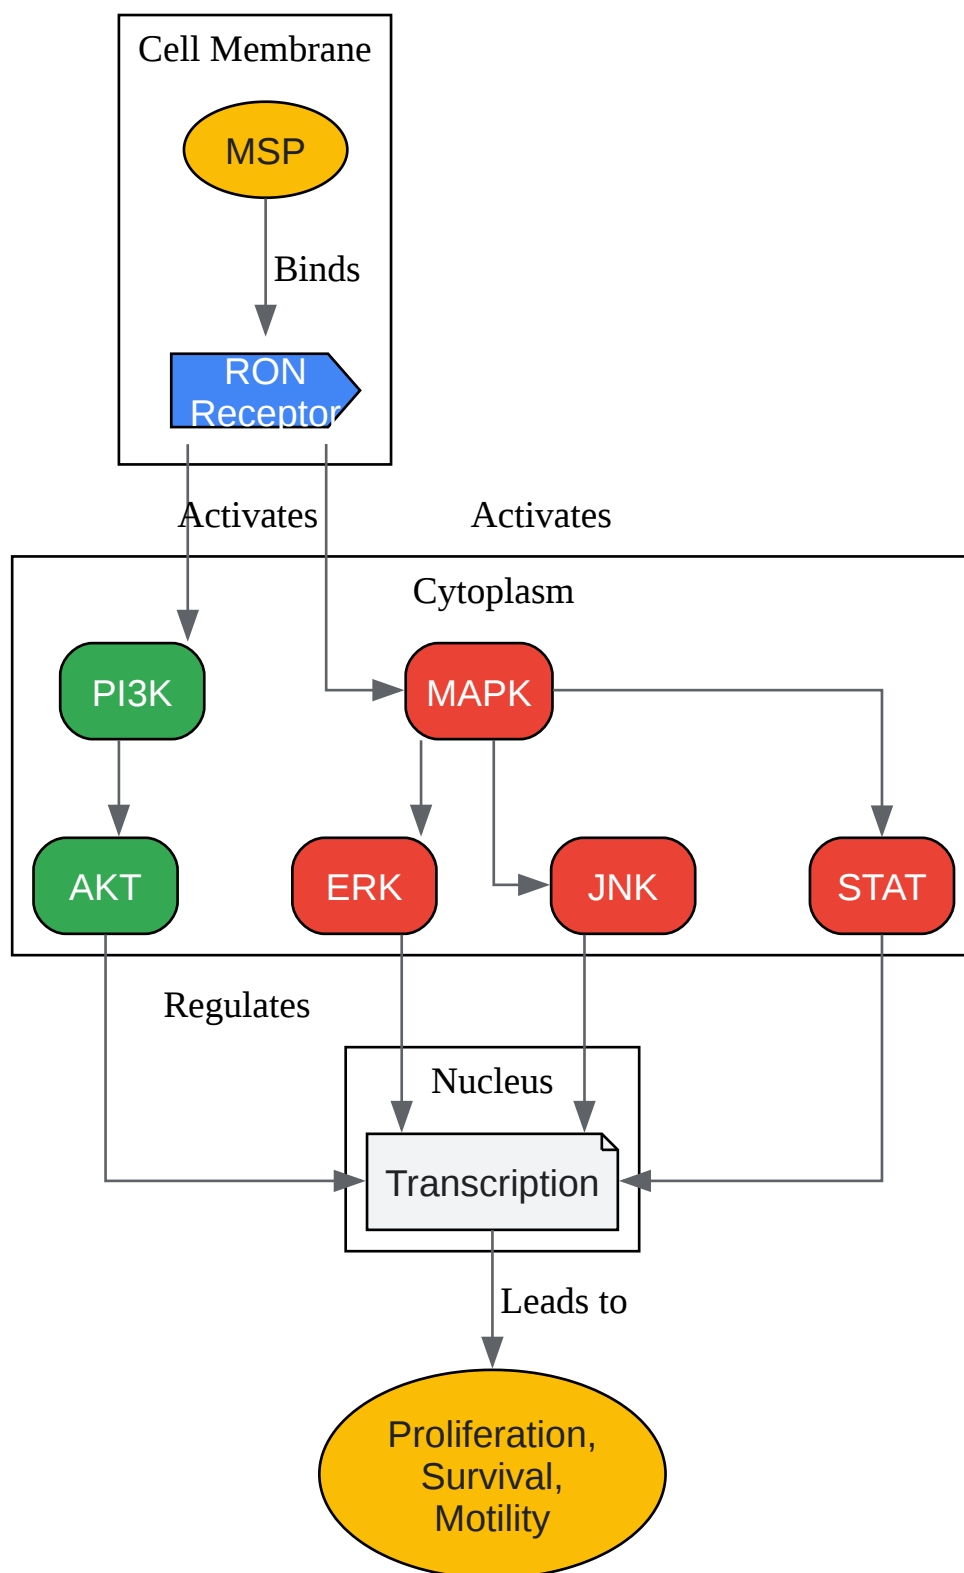 Cell Membrane
MSP
Binds
RON
Receptor
Activates
Activates
Cytoplasm
PI3K
MAPK
AKT
ERK
JNK
STAT
Regulates
Nucleus
Transcription
Leads to
Proliferation,
Survival,
Motility